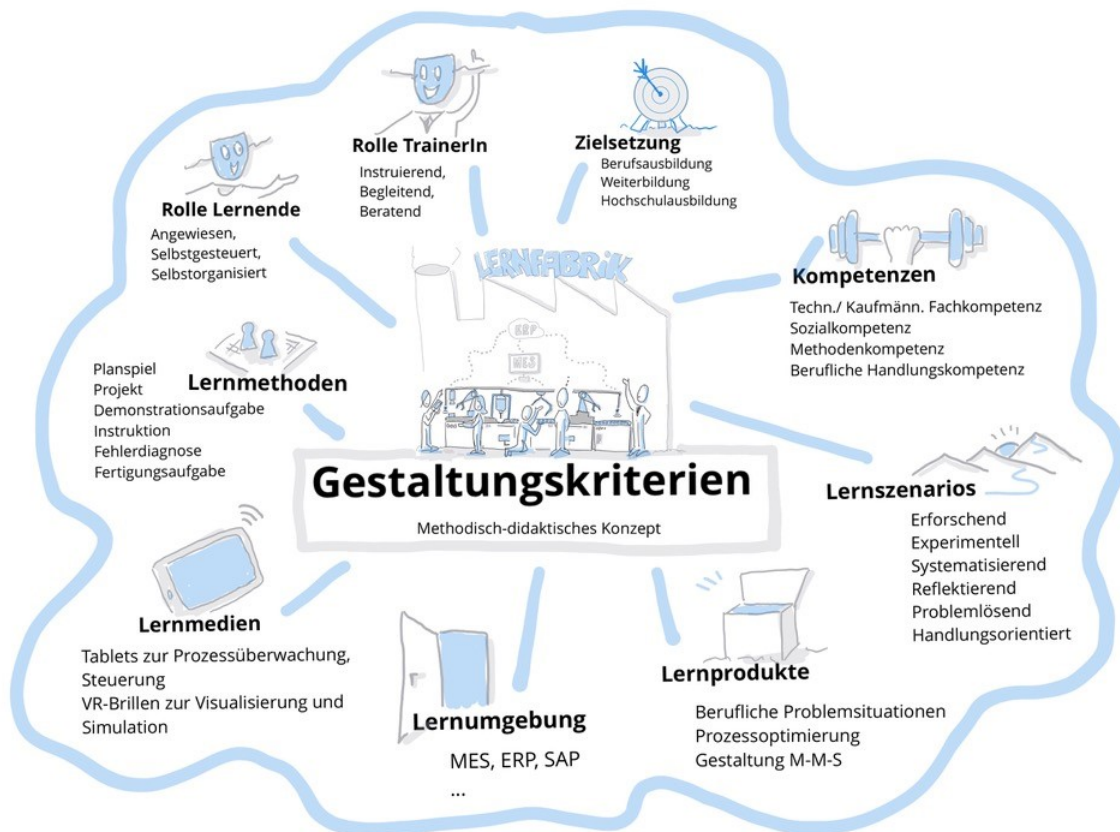 Rolle TrainerIn
Instruierend,
Begleitend,
Beratend
Zielsetzung
Berufsausbildung
Weiterbildung
Hochschulausbildung
Rolle Lernende
Angewiesen,
Selbstgesteuert,
Selbstorganisiert
LERNFABRIK
ERP
MES
Kompetenzen
Techn./ Kaufmänn. Fachkompetenz
Sozialkompetenz
Methodenkompetenz
Berufliche Handlungskompetenz
Lernmethoden
Planspiel
Projekt
Demonstrationsaufgabe
Instruktion
Fehlerdiagnose
Fertigungsaufgabe
Gestaltungskriterien
Methodisch-didaktisches Konzept
Lernszenarios
Erforschend
Experimentell
Systematisierend
Reflektierend
Problemlösend
Handlungsorientiert
Lernmedien
Tablets zur Prozessüberwachung,
Steuerung
VR-Brillen zur Visualisierung und
Simulation
Lernumgebung
MES, ERP, SAP
...
Lernprodukte
Berufliche Problemsituationen
Prozessoptimierung
Gestaltung M-M-S